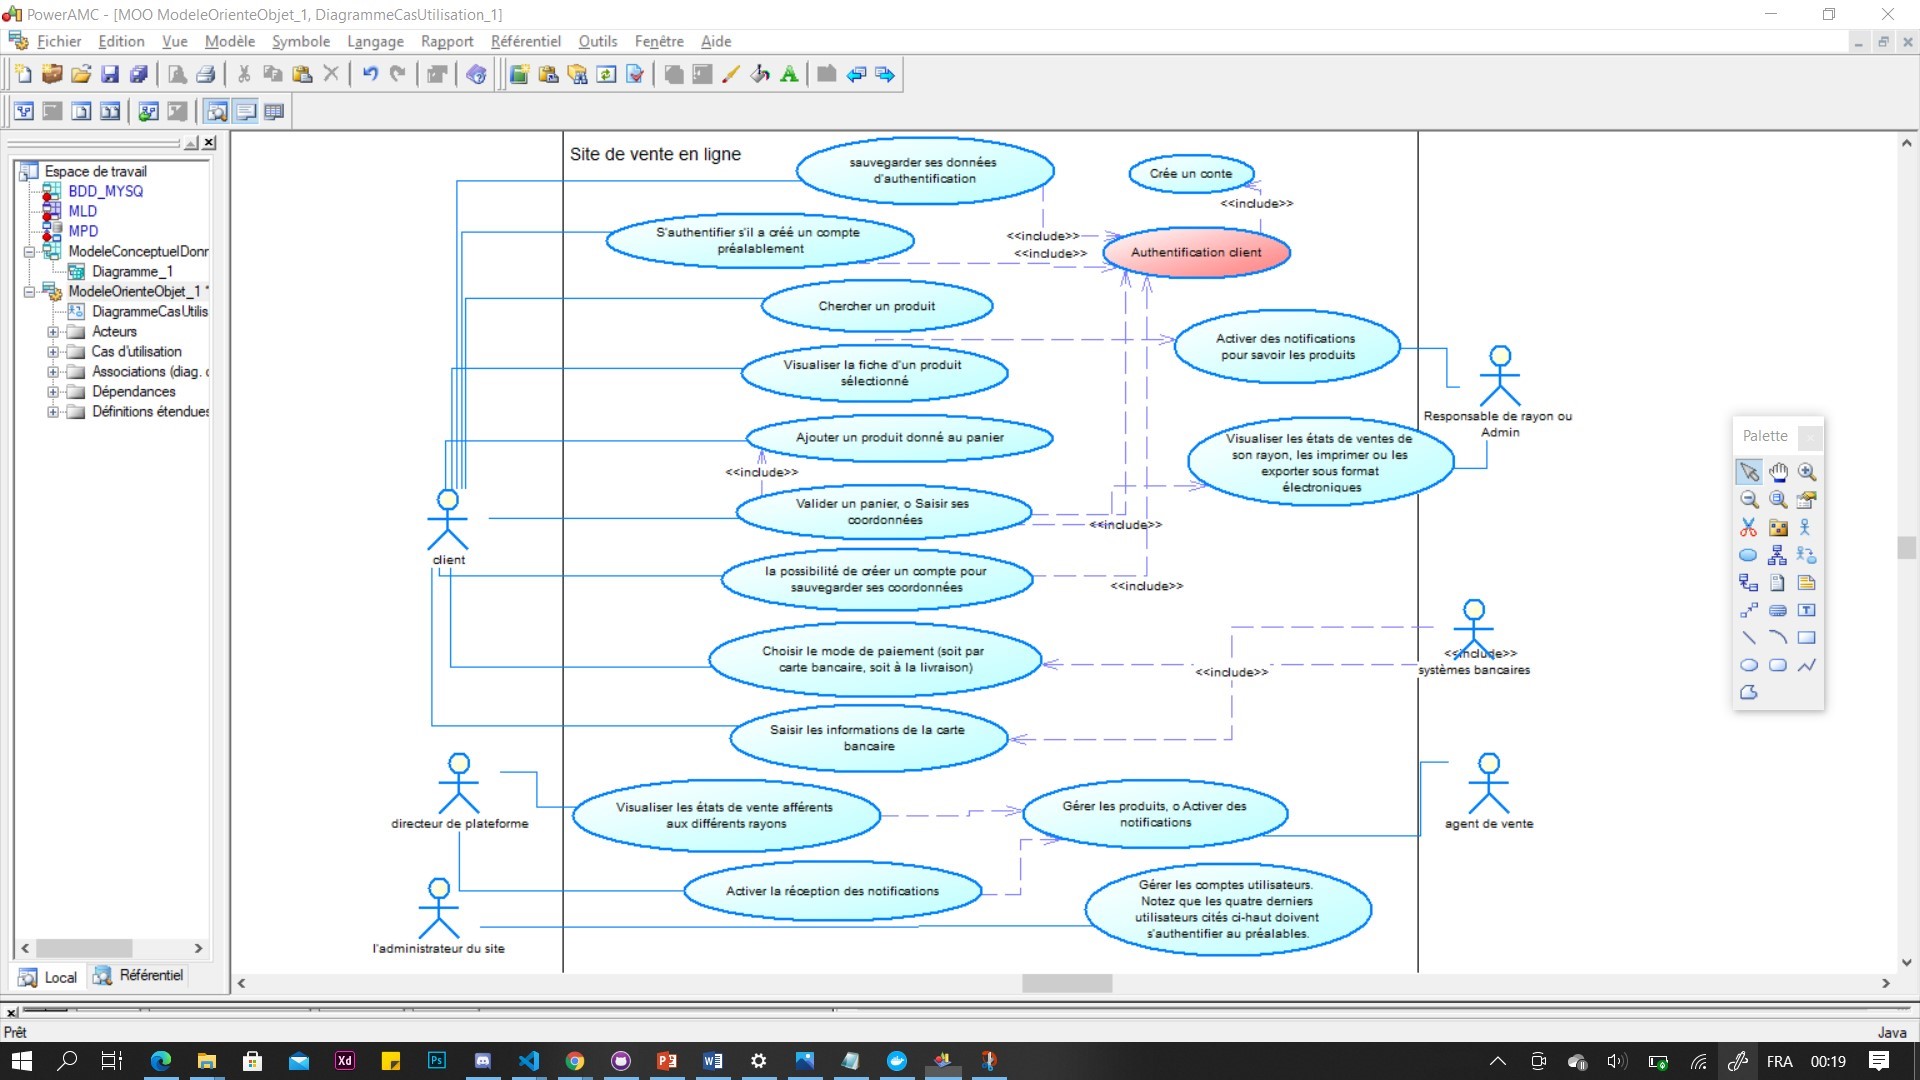 PowerAMC - [MOO ModeleOrienteObjet_1, DiagrammeCasUtilisation_1]
Fichier Edition Vue Modèle Symbole Langage Rapport Référentiel Outils Fenêtre Aide
Espace de travail
BDD_MYSQ
MLD
MPD
ModeleConceptuelDonr
Diagramme_1
ModeleOrienteObjet_1 *
DiagrammeCasUtilis
Acteurs
Cas d'utilisation
Associations (diag. c
Dépendances
Définitions étendues
Local Référentiel
Site de vente en ligne
sauvegarder ses données
d'authentification
Crée un conte
<<include>>
S'authentifier s'il a créé un compte
préalablement
<<include>>
<<include>>
Authentification client
Chercher un produit
Visualiser la fiche d'un produit
sélectionné
Activer des notifications
pour savoir les produits
Responsable de rayon ou
Admin
Ajouter un produit donné au panier
<<include>>
Visualiser les états de ventes de
son rayon, les imprimer ou les
exporter sous format
électroniques
Valider un panier, o Saisir ses
coordonnées
<<include>>
client
la possibilité de créer un compte pour
sauvegarder ses coordonnées
<<include>>
Choisir le mode de paiement (soit par
carte bancaire, soit à la livraison)
<<include>>
<<include>>
systèmes bancaires
Saisir les informations de la carte
bancaire
directeur de plateforme
Visualiser les états de vente afférents
aux différents rayons
Gérer les produits, o Activer des
notifications
agent de vente
Activer la réception des notifications
Gérer les comptes utilisateurs.
Notez que les quatre derniers
utilisateurs cités ci-haut doivent
s'authentifier au préalables.
l'administrateur du site
Palette
Prêt
Java
Xd
Ps
FRA
00:19